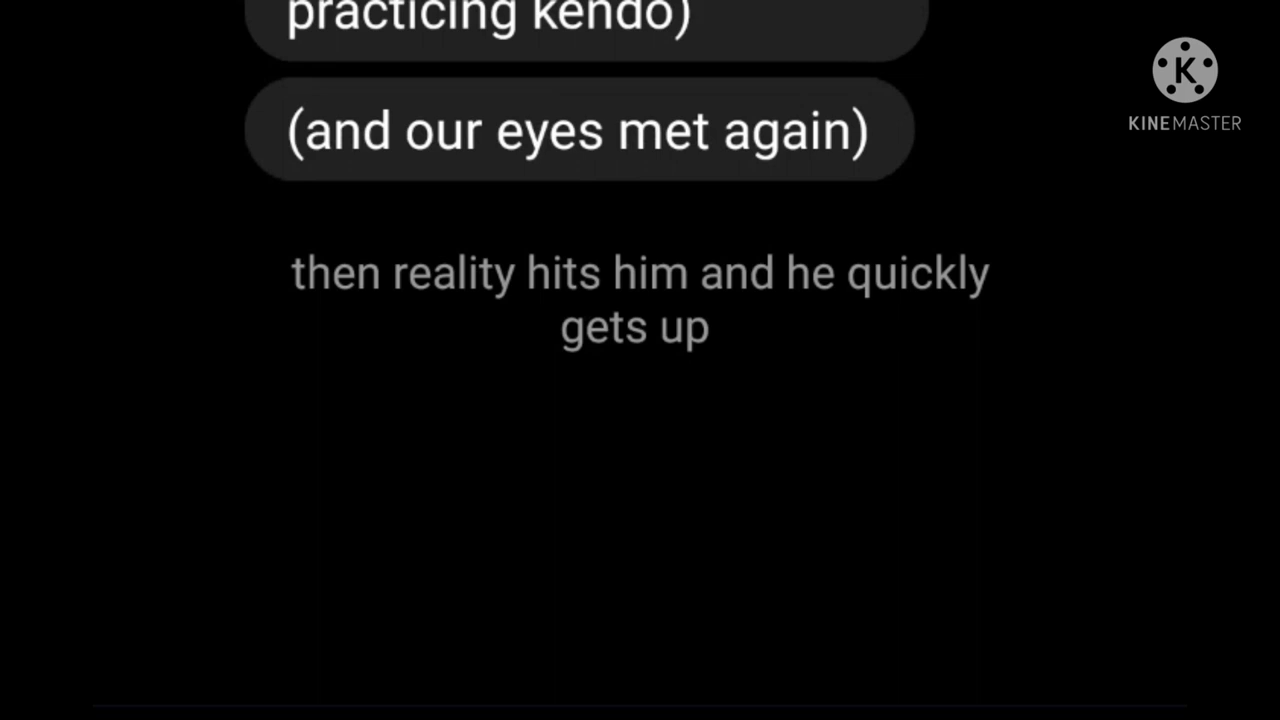 practicing kendo)
(and our eyes met again)
then reality hits him and he quickly
gets up
K
KINEMASTER